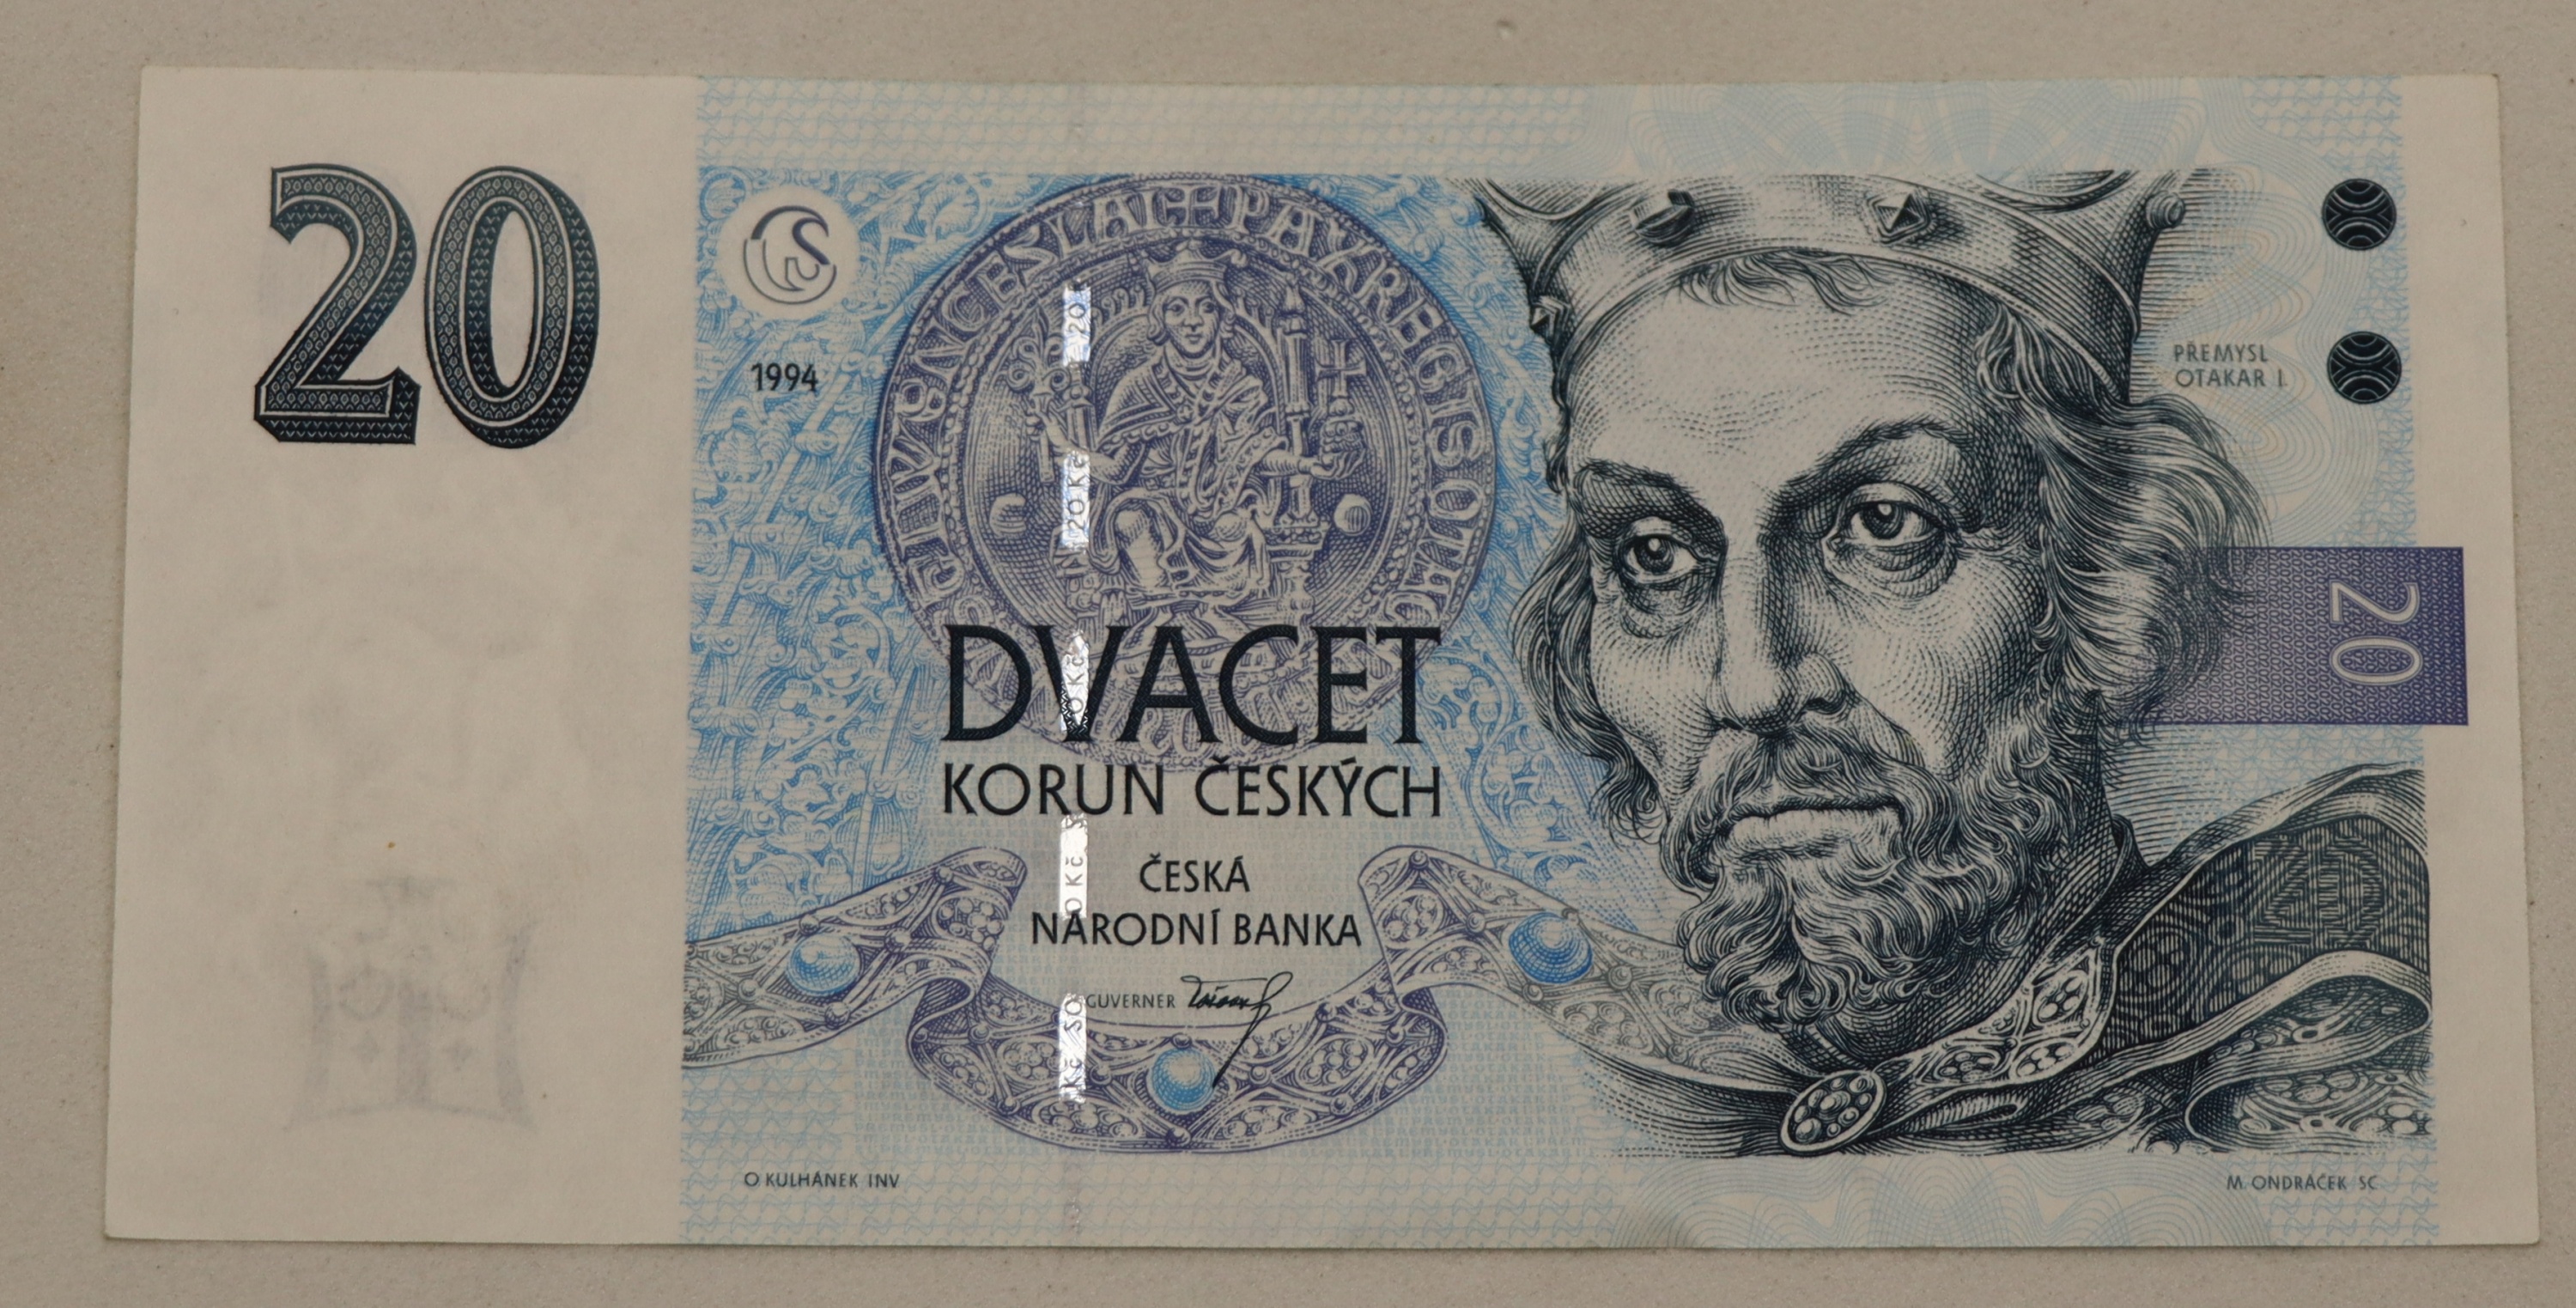 20
1994
PŘEMYSL
OTAKAR I.
20
DVACET
KORUN ČESKÝCH
ČESKÁ
NÁRODNÍ BANKA
GUVERNER
O KULHÁNEK INV
M. ONDRÁČEK SC.